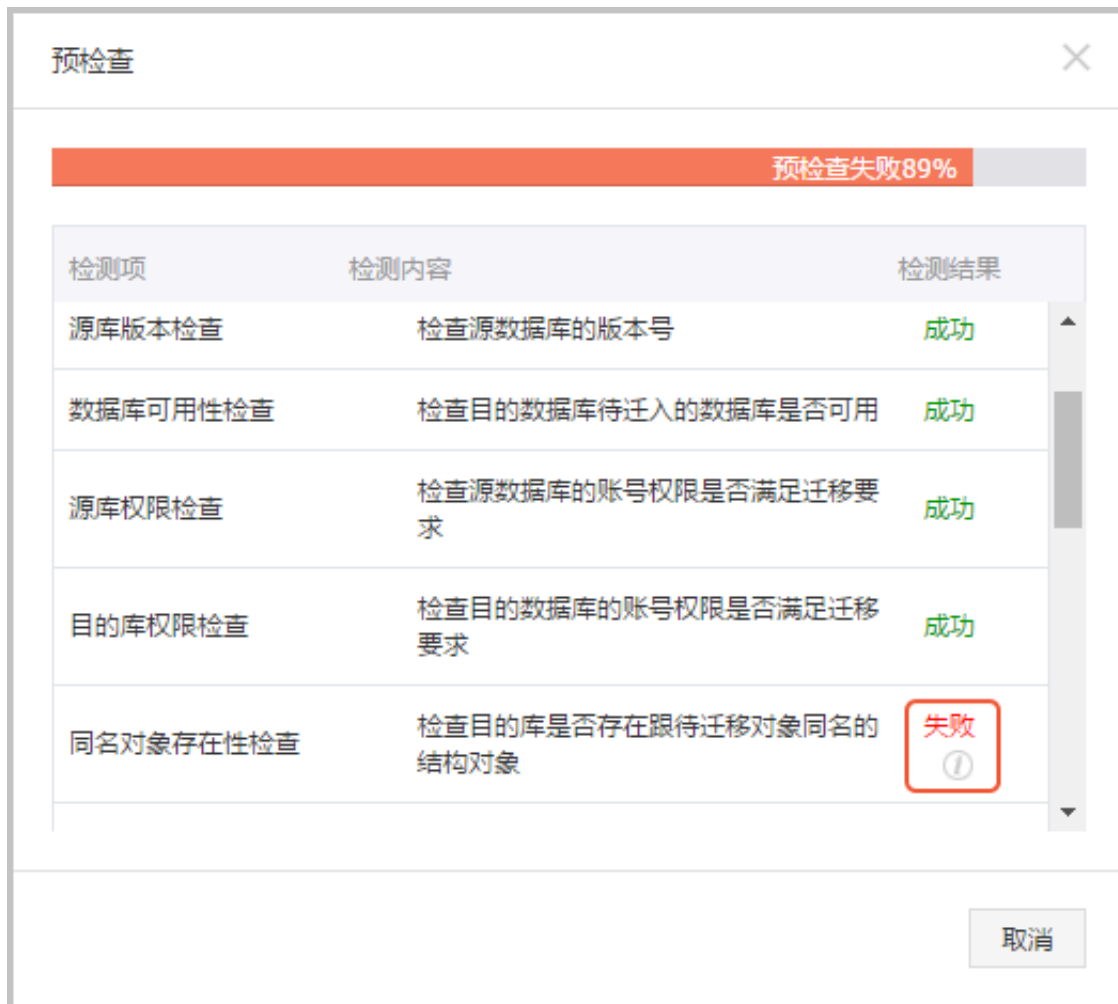 预检查
预检查失败89%
检测项 检测内容 检测结果
源库版本检查 检查源数据库的版本号 成功
数据库可用性检查 检查目的数据库待迁入的数据库是否可用 成功
源库权限检查 检查源数据库的账号权限是否满足迁移要
求 成功
目的库权限检查 检查目的数据库的账号权限是否满足迁移
要求 成功
同名对象存在性检查 检查目的库是否存在跟待迁移对象同名的
结构对象 失败
取消